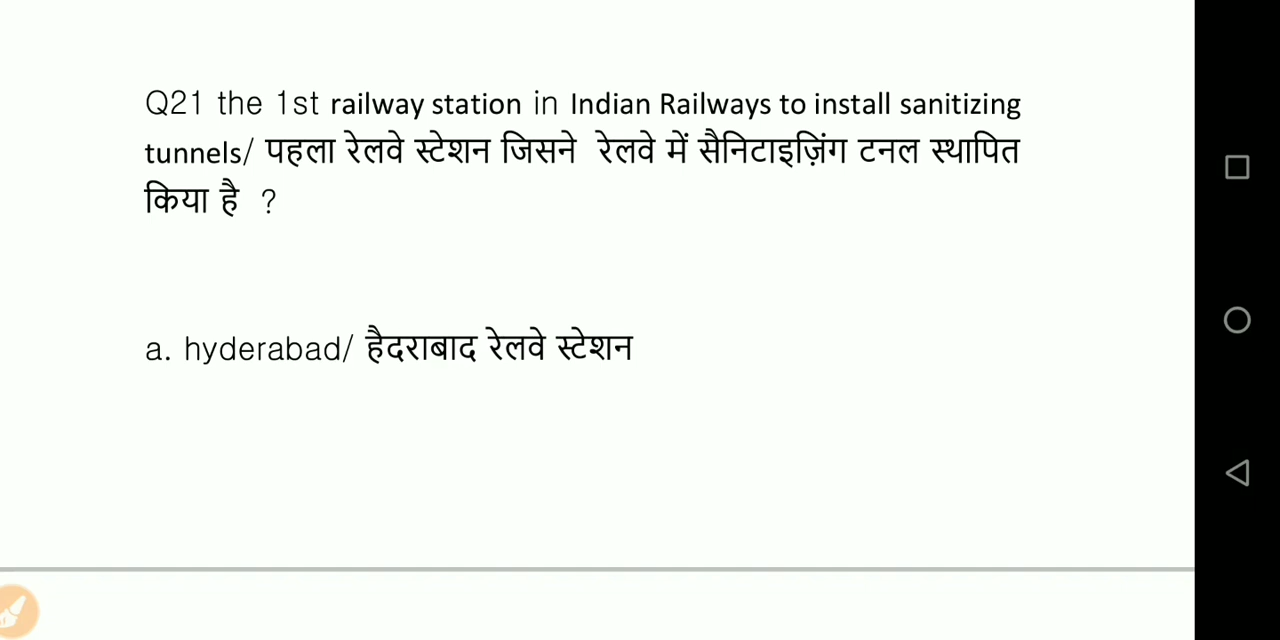 Q21 the 1st railway station in Indian Railways to install sanitizing
tunnels/ पहला रेलवे स्टेशन जिसने रेलवे में सैनिटाइज़िंग टनल स्थापित
किया है ?
a. hyderabad/ हैदराबाद रेलवे स्टेशन